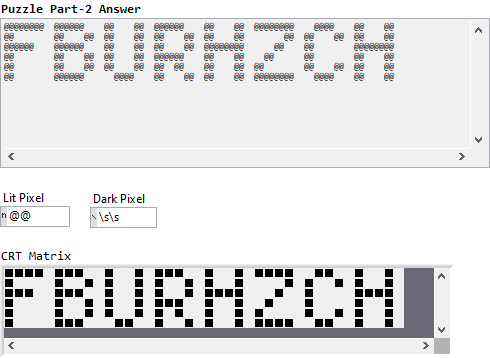 Puzzle Part-2 Answer
FBURHZCH
Lit Pixel
Dark Pixel
@@
\s\s
CRT Matrix
FBURHZCH